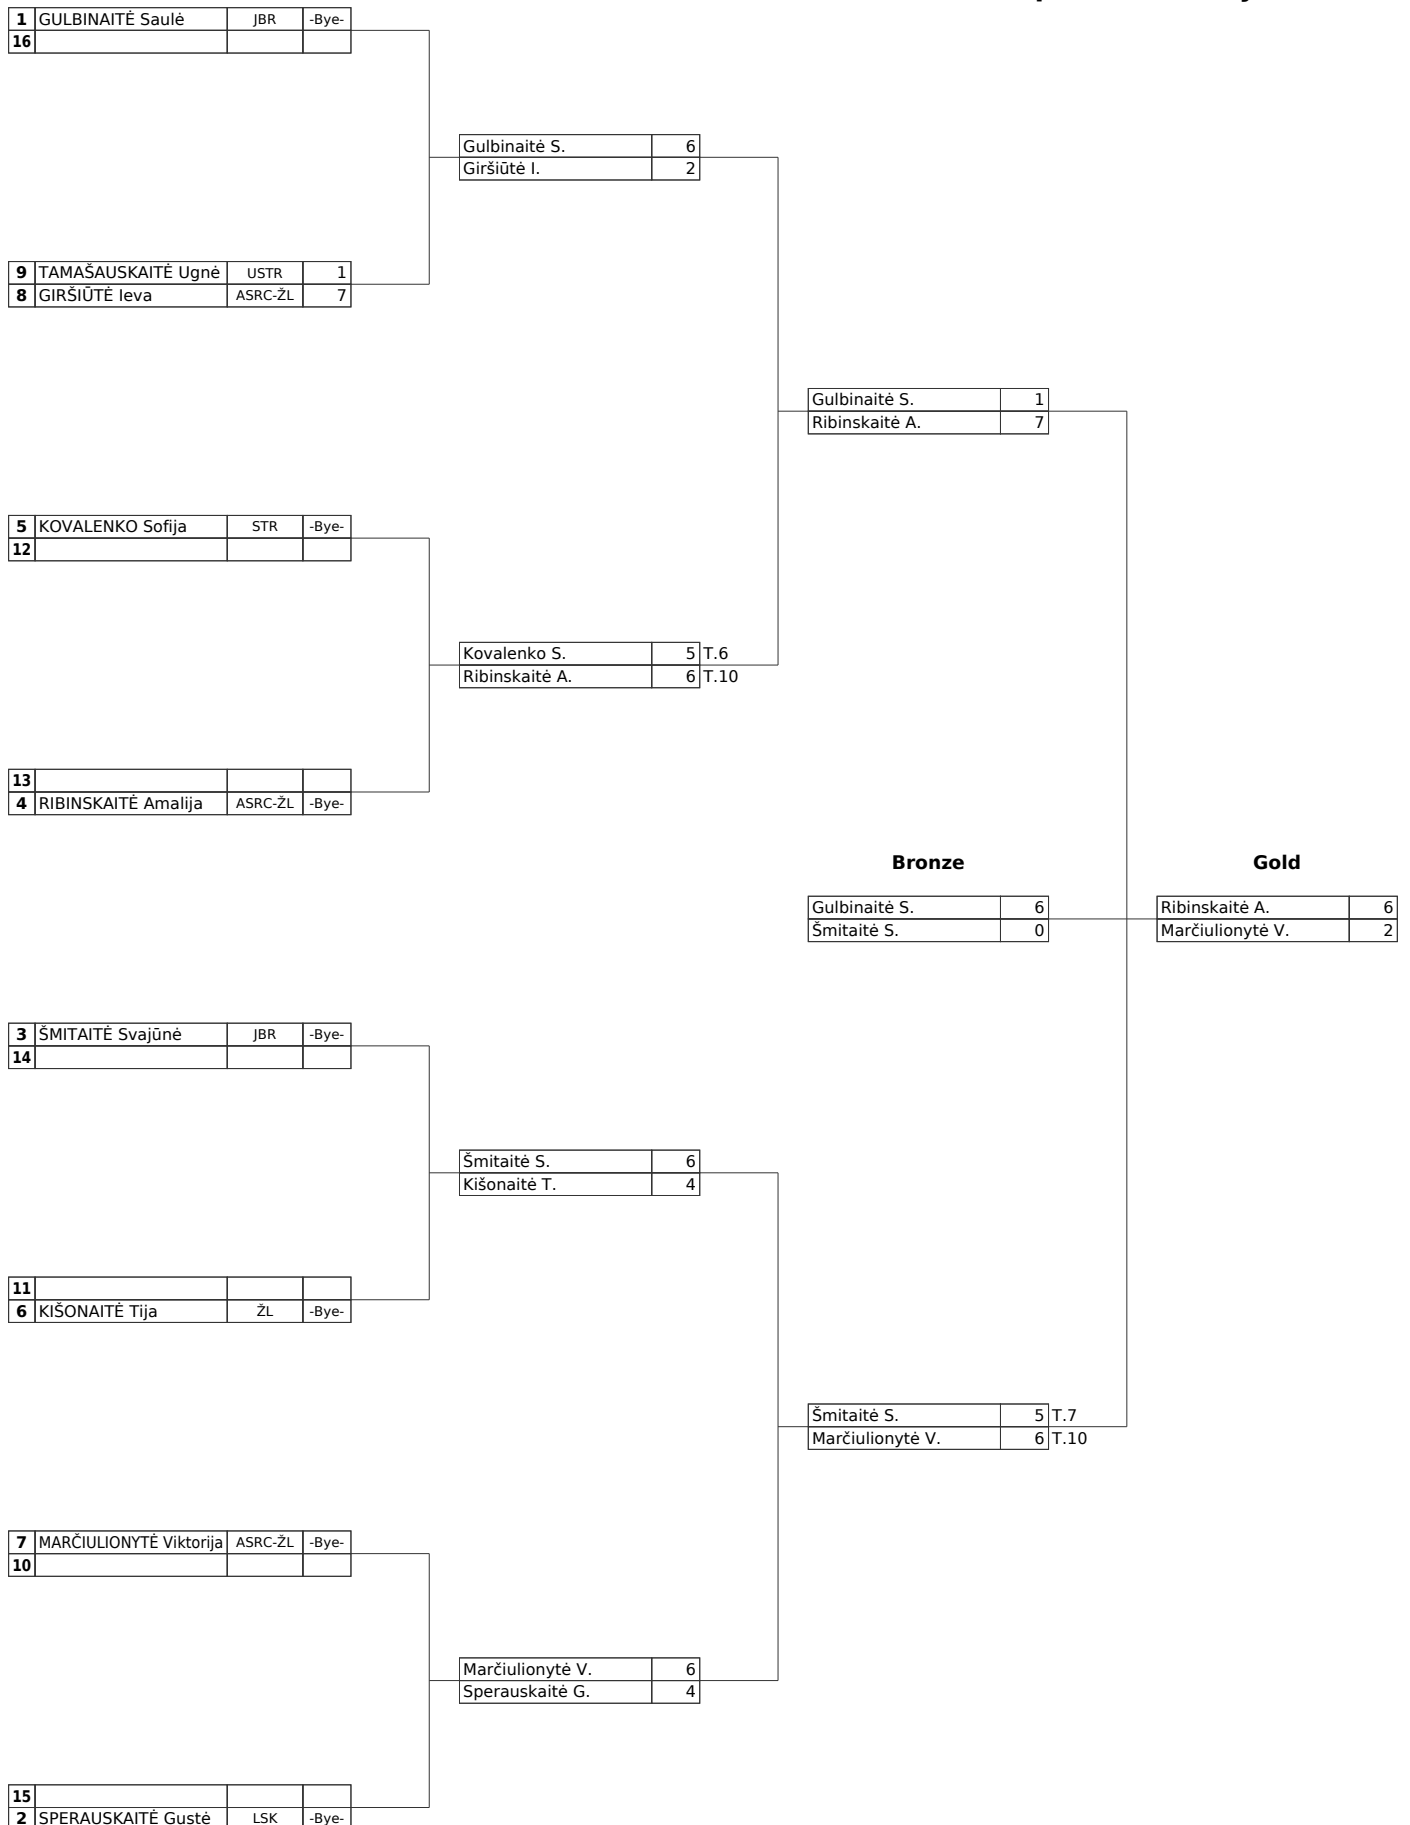 1 GULBINAITĖ Saulė JBR -Bye-
16
Gulbinaitė S. 6
Giršiūtė I. 2
9 TAMAŠAUSKAITĖ Ugnė USTR 1
8 GIRŠIŪTĖ Ieva ASRC-ŽL 7
Gulbinaitė S. 1
Ribinskaitė A. 7
5 KOVALENKO Sofija STR -Bye-
12
Kovalenko S. 5 T.6
Ribinskaitė A. 6 T.10
13
4 RIBINSKAITĖ Amalija ASRC-ŽL -Bye-
Bronze Gold
Gulbinaitė S. 6 Ribinskaitė A. 6
Šmitaitė S. 0 Marčiulionytė V. 2
3 ŠMITAITĖ Svajūnė JBR -Bye-
14
Šmitaitė S. 6
Kišonaitė T. 4
11
6 KIŠONAITĖ Tija ŽL -Bye-
Šmitaitė S. 5 T.7
Marčiulionytė V. 6 T.10
7 MARČIULIONYTĖ Viktorija ASRC-ŽL -Bye-
10
Marčiulionytė V. 6
Sperauskaitė G. 4
15
2 SPERAUSKAITĖ Gustė LSK -Bye-